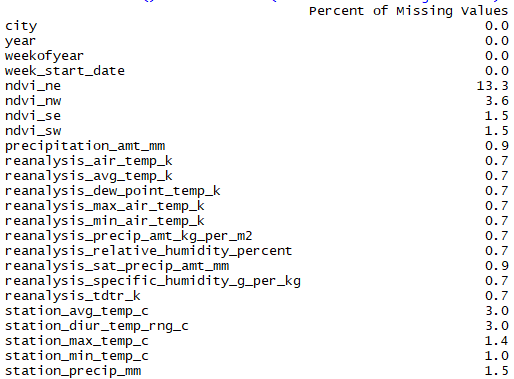 Percent of Missing Values
city 0.0
year 0.0
weekofyear 0.0
week_start_date 0.0
ndvi_ne 13.3
ndvi_nw 3.6
ndvi_se 1.5
ndvi_sw 1.5
precipitation_amt_mm 0.9
reanalysis_air_temp_k 0.7
reanalysis_avg_temp_k 0.7
reanalysis_dew_point_temp_k 0.7
reanalysis_max_air_temp_k 0.7
reanalysis_min_air_temp_k 0.7
reanalysis_precip_amt_kg_per_m2 0.7
reanalysis_relative_humidity_percent 0.7
reanalysis_sat_precip_amt_mm 0.9
reanalysis_specific_humidity_g_per_kg 0.7
reanalysis_tdtr_k 0.7
station_avg_temp_c 3.0
station_diur_temp_rng_c 3.0
station_max_temp_c 1.4
station_min_temp_c 1.0
station_precip_mm 1.5